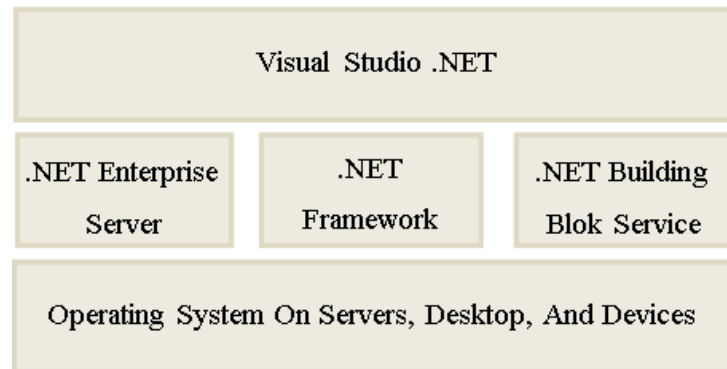 Visual Studio .NET
.NET Enterprise
Server
.NET
Framework
.NET Building
Blok Service
Operating System On Servers, Desktop, And Devices